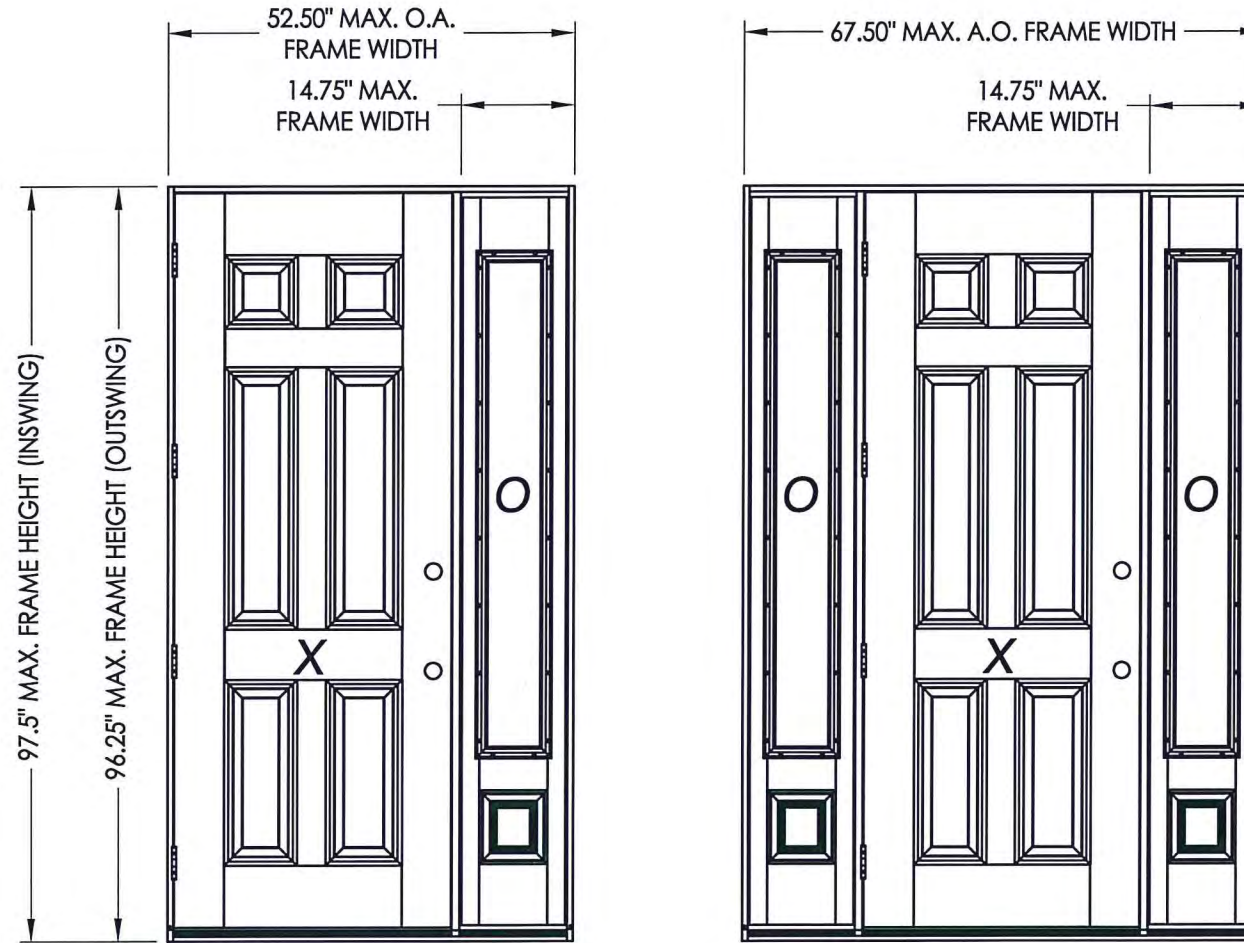 52.50" MAX. O.A.
FRAME WIDTH
14.75" MAX.
FRAME WIDTH
67.50" MAX. A.O. FRAME WIDTH
14.75" MAX.
FRAME WIDTH
97.5" MAX. FRAME HEIGHT (INSWING)
96.25" MAX. FRAME HEIGHT (OUTSWING)
X
O
O
X
O